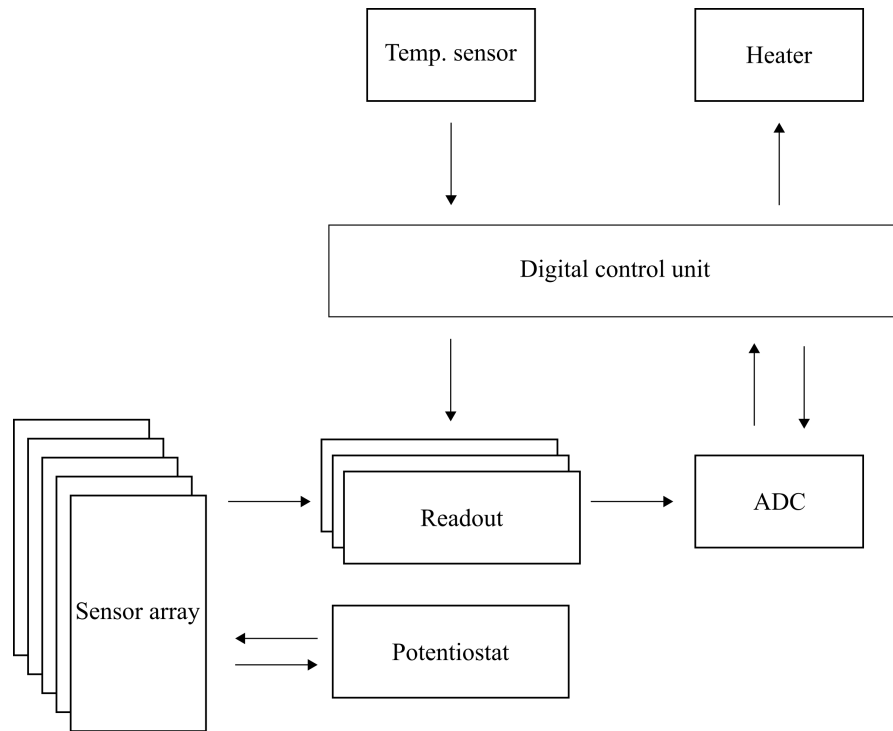 Temp. sensor
Heater
Digital control unit
Readout
ADC
Sensor array
Potentiostat